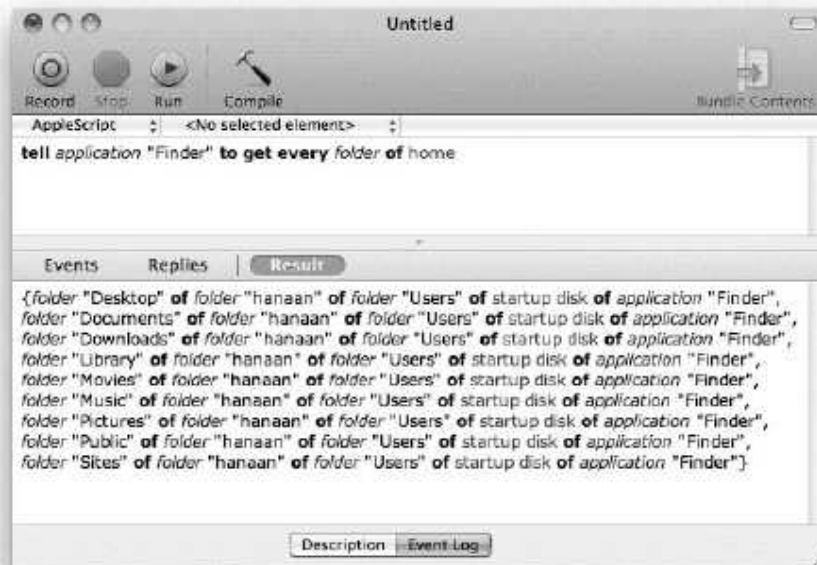 Untitled
Record Stop Run Compile Bundle Contents
AppleScript <No selected element>
tell application "Finder" to get every folder of home
Events Replies Result
{folder "Desktop" of folder "hanaan" of folder "Users" of startup disk of application "Finder",
folder "Documents" of folder "hanaan" of folder "Users" of startup disk of application "Finder",
folder "Downloads" of folder "hanaan" of folder "Users" of startup disk of application "Finder",
folder "Library" of folder "hanaan" of folder "Users" of startup disk of application "Finder",
folder "Movies" of folder "hanaan" of folder "Users" of startup disk of application "Finder",
folder "Music" of folder "hanaan" of folder "Users" of startup disk of application "Finder",
folder "Pictures" of folder "hanaan" of folder "Users" of startup disk of application "Finder",
folder "Public" of folder "hanaan" of folder "Users" of startup disk of application "Finder",
folder "Sites" of folder "hanaan" of folder "Users" of startup disk of application "Finder"}
Description Event Log